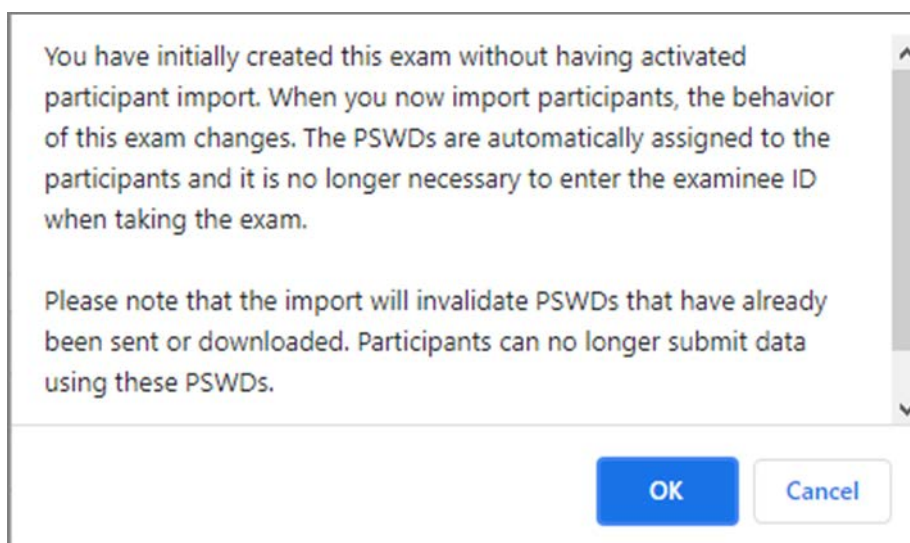 You have initially created this exam without having activated
participant import. When you now import participants, the behavior
of this exam changes. The PSWDs are automatically assigned to the
participants and it is no longer necessary to enter the examinee ID
when taking the exam.
Please note that the import will invalidate PSWDs that have already
been sent or downloaded. Participants can no longer submit data
using these PSWDs.
OK
Cancel